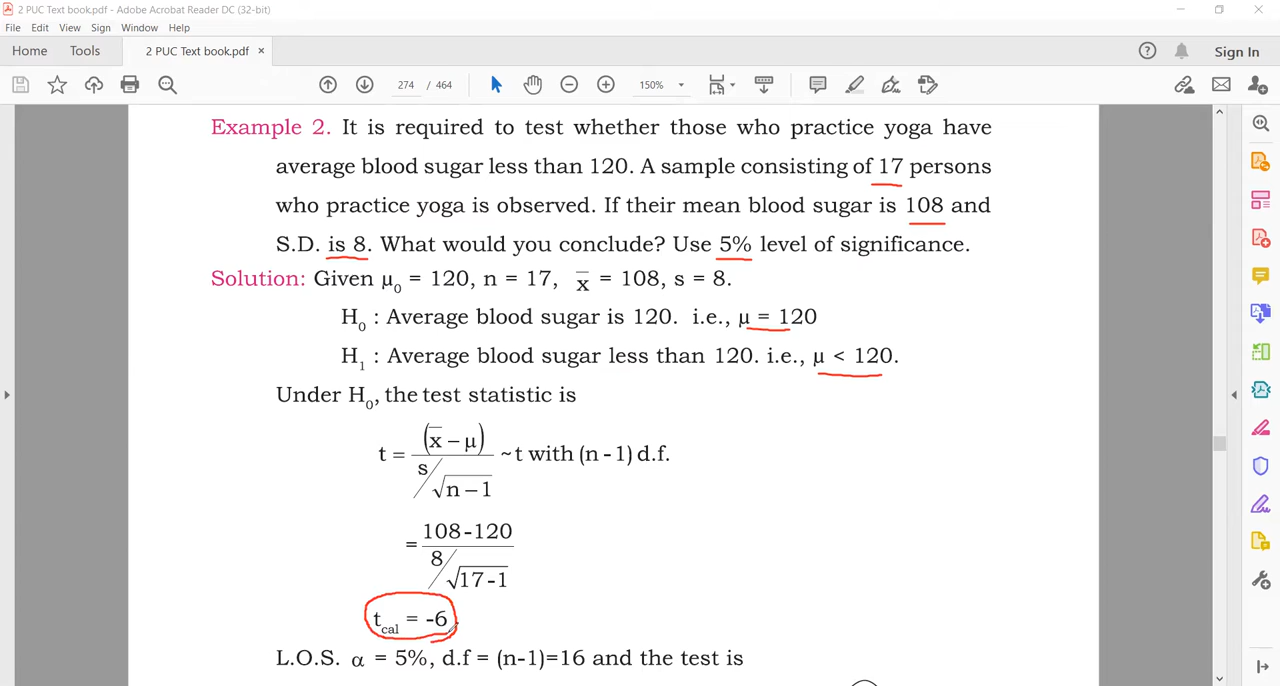 2 PUC Text book.pdf - Adobe Acrobat Reader DC (32-bit)
File Edit View Sign Window Help
Home Tools 2 PUC Text book.pdf × Sign In
274 / 464 150%
Example 2. It is required to test whether those who practice yoga have
average blood sugar less than 120. A sample consisting of 17 persons
who practice yoga is observed. If their mean blood sugar is 108 and
S.D. is 8. What would you conclude? Use 5% level of significance.
Solution: Given μ₀ = 120, n = 17, x̄ = 108, s = 8.
H₀ : Average blood sugar is 120. i.e., μ = 120
H₁ : Average blood sugar less than 120. i.e., μ < 120.
Under H₀, the test statistic is
t = (x̄ – μ) / (s/√n – 1) ~ t with (n - 1) d.f.
= 108 - 120 / (8/√17 - 1)
t cal = -6
L.O.S. α = 5%, d.f = (n-1)=16 and the test is